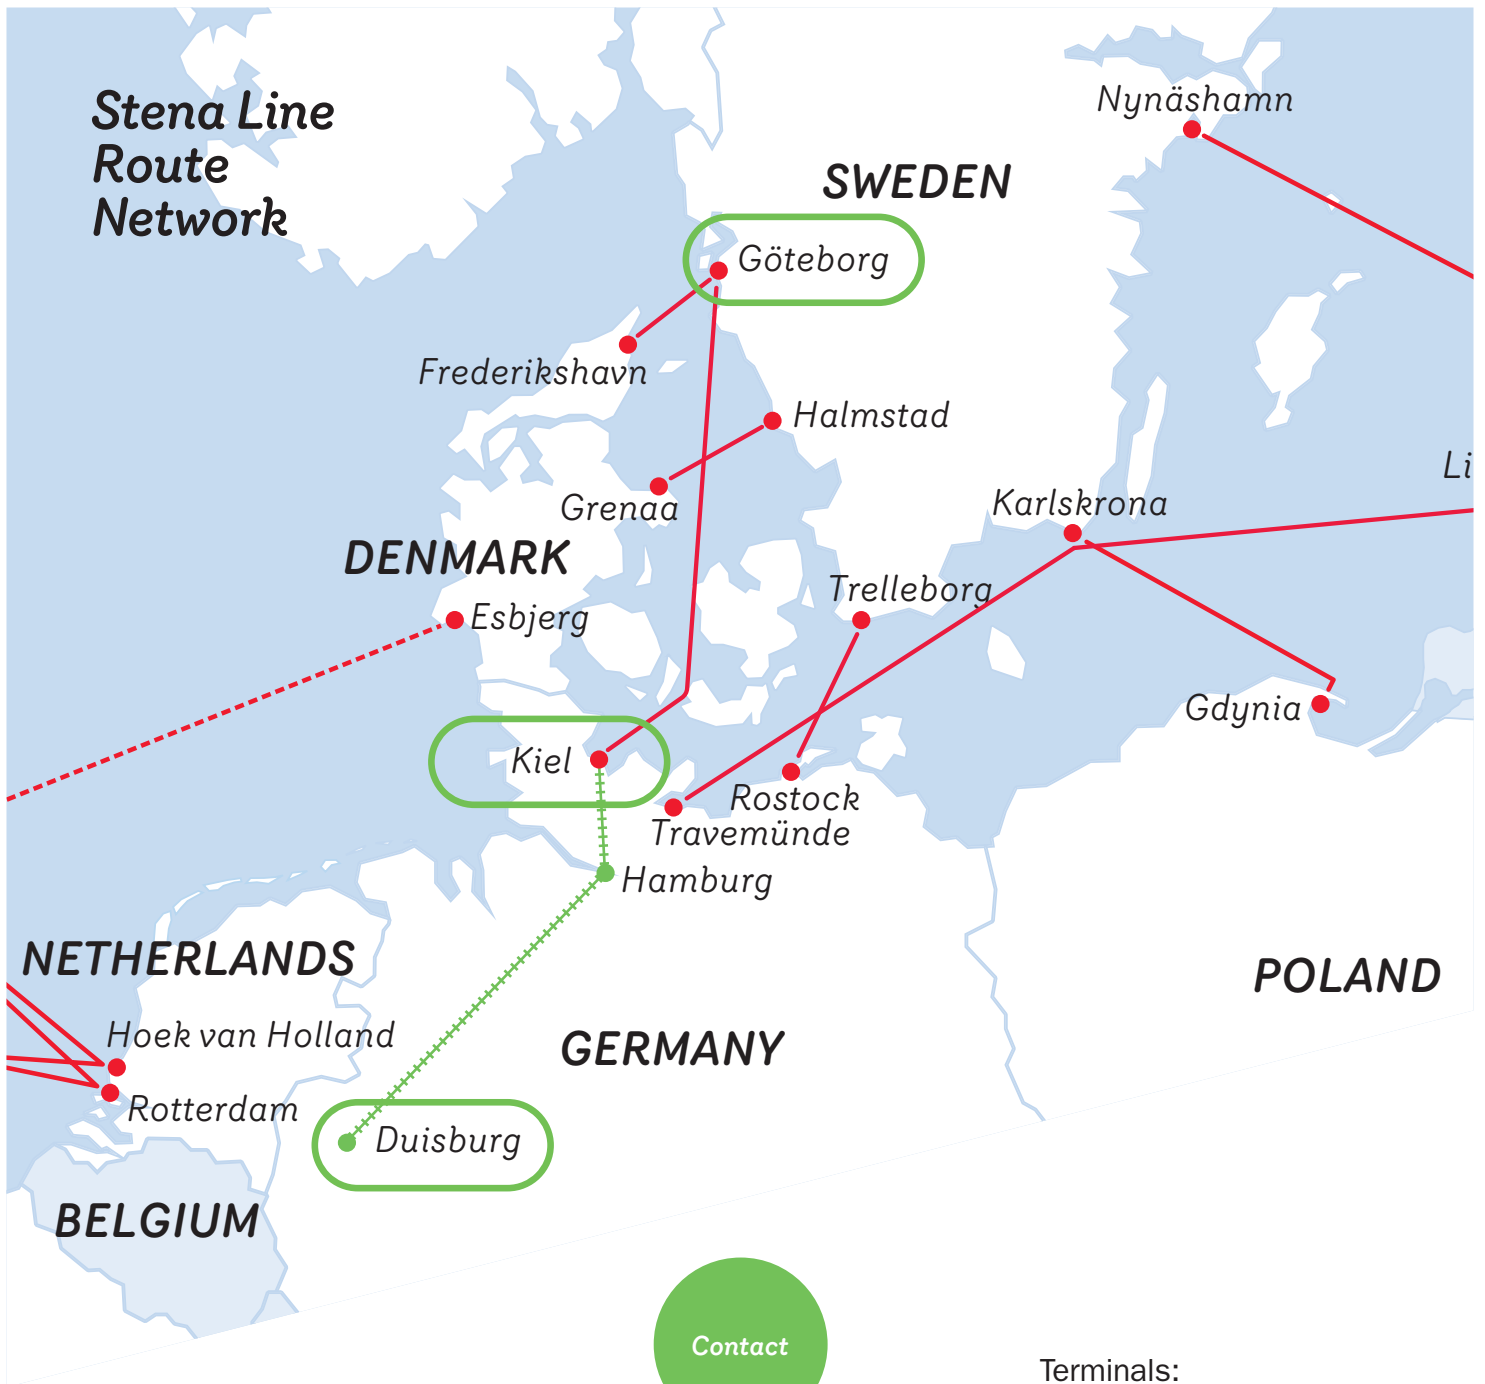 Stena Line
Route
Network
Nynäshamn
SWEDEN
Göteborg
Frederikshavn
Halmstad
Li
Grenaa
Karlskrona
DENMARK
Trelleborg
Esbjerg
Gdynia
Kiel
Rostock
Travemünde
Hamburg
NETHERLANDS
POLAND
Hoek van Holland
GERMANY
Rotterdam
Duisburg
BELGIUM
Contact
Terminals: